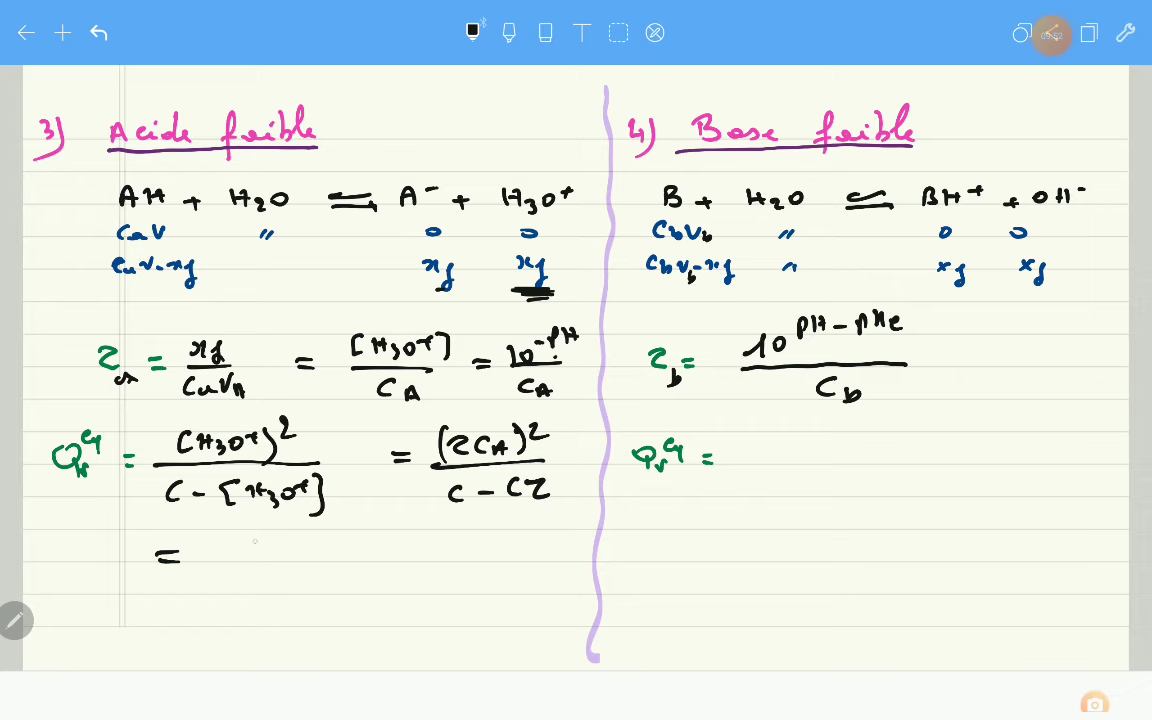 3) Acide faible
AH + H2O ⇌ A⁻ + H3O⁺
CaV " 0 0
CaV-xf xf xf
τa = xf/CaVA = [H3O⁺]/CA = 10^-PH/CA
Qr^éq = [H3O⁺)²/C - [H3O⁺] = (τCA)²/C - Cτ
=
4) Base faible
B + H2O ⇌ BH⁺ + OH⁻
CbVb " 0 0
CbVb-xf " xf xf
τb = 10^PH-PKe/Cb
Qr^éq =